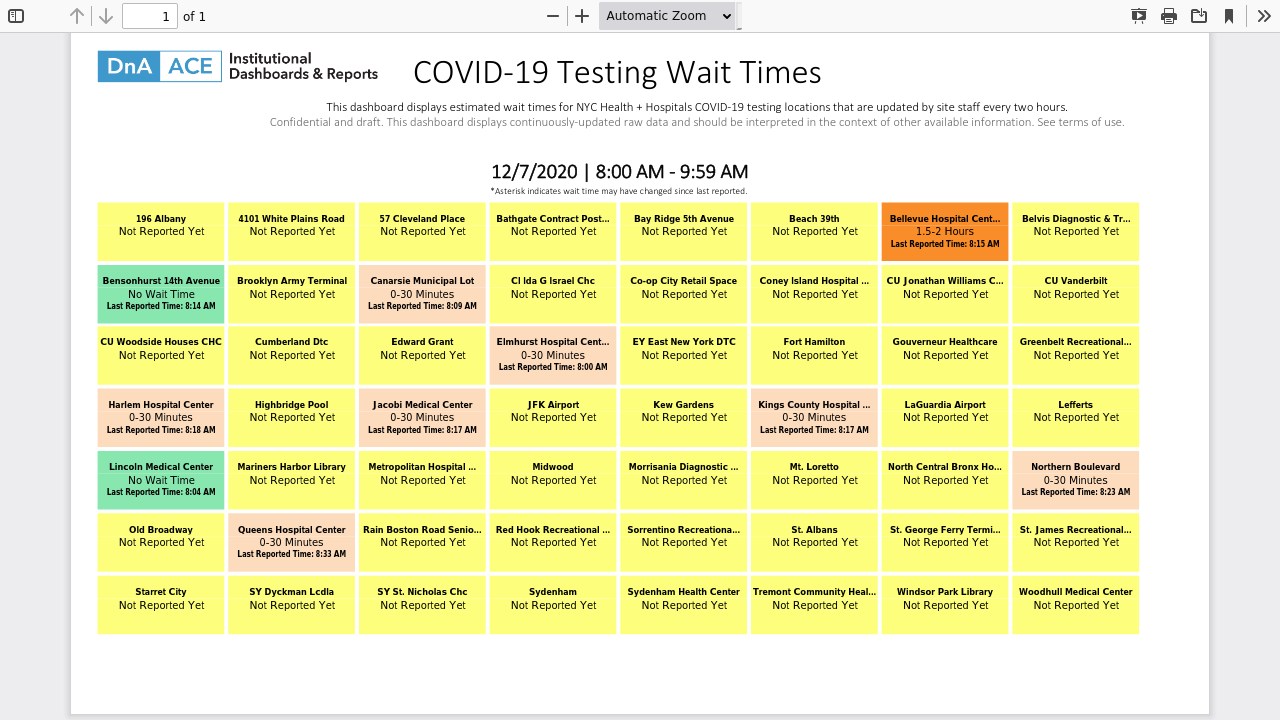 1 of 1 Automatic Zoom
DnA ACE Institutional
Dashboards & Reports
COVID-19 Testing Wait Times
This dashboard displays estimated wait times for NYC Health + Hospitals COVID-19 testing locations that are updated by site staff every two hours.
Confidential and draft. This dashboard displays continuously-updated raw data and should be interpreted in the context of other available information. See terms of use.
12/7/2020 | 8:00 AM - 9:59 AM
*Asterisk indicates wait time may have changed since last reported.
196 Albany
Not Reported Yet
4101 White Plains Road
Not Reported Yet
57 Cleveland Place
Not Reported Yet
Bathgate Contract Post...
Not Reported Yet
Bay Ridge 5th Avenue
Not Reported Yet
Beach 39th
Not Reported Yet
Bellevue Hospital Cent...
1.5-2 Hours
Last Reported Time: 8:15 AM
Belvis Diagnostic & Tr...
Not Reported Yet
Bensonhurst 14th Avenue
No Wait Time
Last Reported Time: 8:14 AM
Brooklyn Army Terminal
Not Reported Yet
Canarsie Municipal Lot
0-30 Minutes
Last Reported Time: 8:09 AM
CI Ida G Israel Chc
Not Reported Yet
Co-op City Retail Space
Not Reported Yet
Coney Island Hospital ...
Not Reported Yet
CU Jonathan Williams C...
Not Reported Yet
CU Vanderbilt
Not Reported Yet
CU Woodside Houses CHC
Not Reported Yet
Cumberland Dtc
Not Reported Yet
Edward Grant
Not Reported Yet
Elmhurst Hospital Cent...
0-30 Minutes
Last Reported Time: 8:00 AM
EY East New York DTC
Not Reported Yet
Fort Hamilton
Not Reported Yet
Gouverneur Healthcare
Not Reported Yet
Greenbelt Recreational...
Not Reported Yet
Harlem Hospital Center
0-30 Minutes
Last Reported Time: 8:18 AM
Highbridge Pool
Not Reported Yet
Jacobi Medical Center
0-30 Minutes
Last Reported Time: 8:17 AM
JFK Airport
Not Reported Yet
Kew Gardens
Not Reported Yet
Kings County Hospital ...
0-30 Minutes
Last Reported Time: 8:17 AM
LaGuardia Airport
Not Reported Yet
Lefferts
Not Reported Yet
Lincoln Medical Center
No Wait Time
Last Reported Time: 8:04 AM
Mariners Harbor Library
Not Reported Yet
Metropolitan Hospital ...
Not Reported Yet
Midwood
Not Reported Yet
Morrisania Diagnostic ...
Not Reported Yet
Mt. Loretto
Not Reported Yet
North Central Bronx Ho...
Not Reported Yet
Northern Boulevard
0-30 Minutes
Last Reported Time: 8:23 AM
Old Broadway
Not Reported Yet
Queens Hospital Center
0-30 Minutes
Last Reported Time: 8:33 AM
Rain Boston Road Senio...
Not Reported Yet
Red Hook Recreational ...
Not Reported Yet
Sorrentino Recreationa...
Not Reported Yet
St. Albans
Not Reported Yet
St. George Ferry Termi...
Not Reported Yet
St. James Recreational...
Not Reported Yet
Starret City
Not Reported Yet
SY Dyckman Lcdla
Not Reported Yet
SY St. Nicholas Chc
Not Reported Yet
Sydenham
Not Reported Yet
Sydenham Health Center
Not Reported Yet
Tremont Community Heal...
Not Reported Yet
Windsor Park Library
Not Reported Yet
Woodhull Medical Center
Not Reported Yet